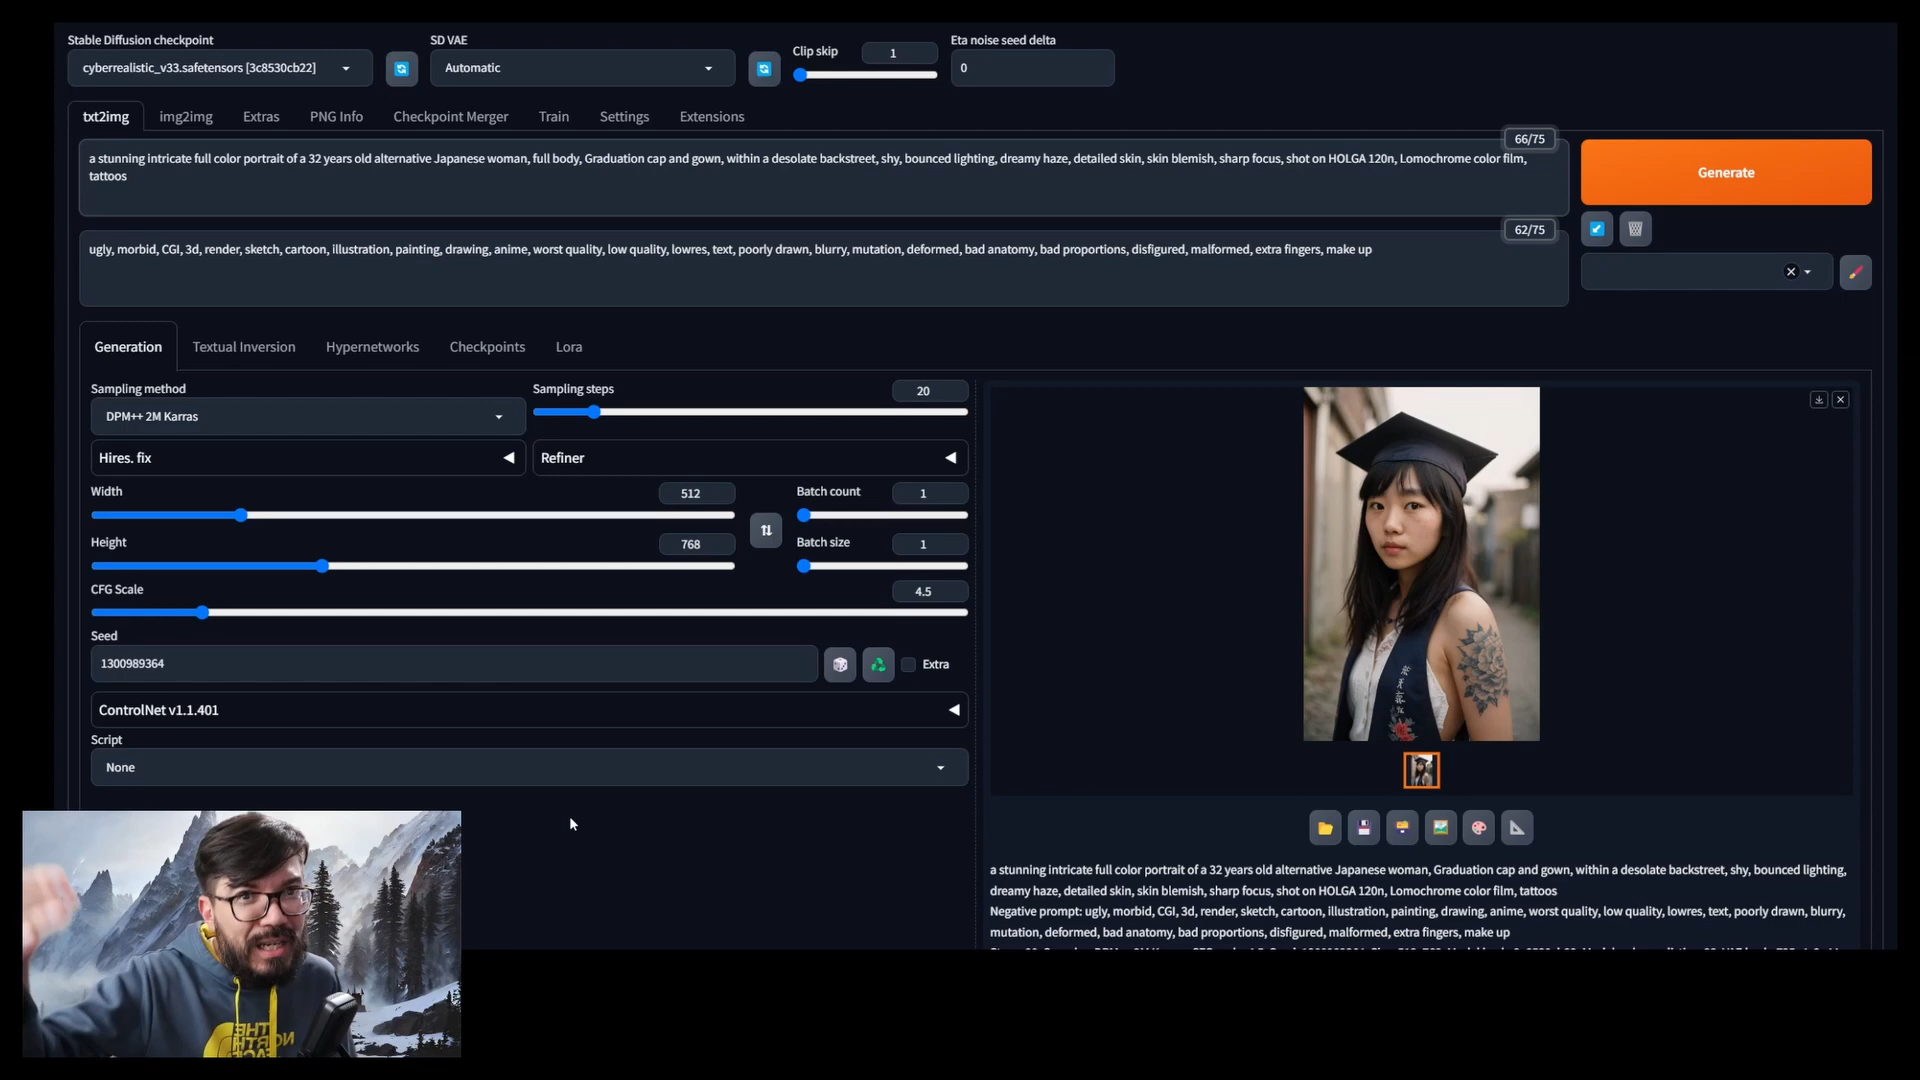 Stable Diffusion checkpoint
SD VAE
Clip skip
1
Eta noise seed delta
cyberrealistic_v33.safetensors [3c8530cb22]
Automatic
0
txt2img
img2img
Extras
PNG Info
Checkpoint Merger
Train
Settings
Extensions
66/75
a stunning intricate full color portrait of a 32 years old alternative Japanese woman, full body, Graduation cap and gown, within a desolate backstreet, shy, bounced lighting, dreamy haze, detailed skin, skin blemish, sharp focus, shot on HOLGA 120n, Lomochrome color film,
tattoos
Generate
62/75
ugly, morbid, CGI, 3d, render, sketch, cartoon, illustration, painting, drawing, anime, worst quality, low quality, lowres, text, poorly drawn, blurry, mutation, deformed, bad anatomy, bad proportions, disfigured, malformed, extra fingers, make up
Generation
Textual Inversion
Hypernetworks
Checkpoints
Lora
Sampling method
DPM++ 2M Karras
Sampling steps
20
Hires. fix
Refiner
Width
512
Batch count
1
Height
768
Batch size
1
CFG Scale
4.5
Seed
1300989364
Extra
ControlNet v1.1.401
Script
None
a stunning intricate full color portrait of a 32 years old alternative Japanese woman, Graduation cap and gown, within a desolate backstreet, shy, bounced lighting,
dreamy haze, detailed skin, skin blemish, sharp focus, shot on HOLGA 120n, Lomochrome color film, tattoos
Negative prompt: ugly, morbid, CGI, 3d, render, sketch, cartoon, illustration, painting, drawing, anime, worst quality, low quality, lowres, text, poorly drawn, blurry,
mutation, deformed, bad anatomy, bad proportions, disfigured, malformed, extra fingers, make up